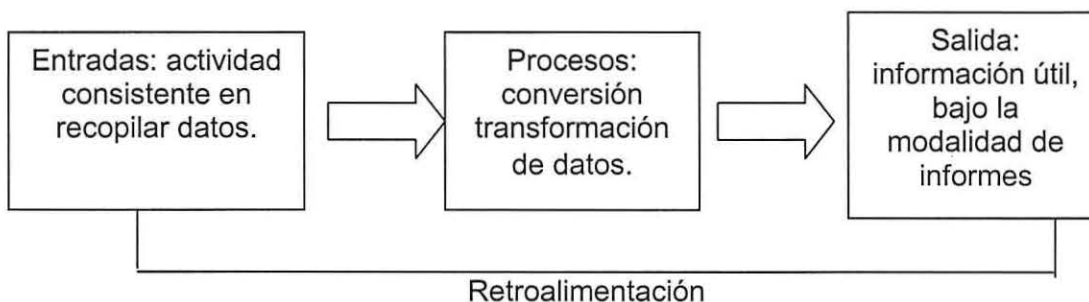 Entradas: actividad
consistente en
recopilar datos.
Procesos:
conversión
transformación
de datos.
Salida:
información útil,
bajo la
modalidad de
informes
Retroalimentación